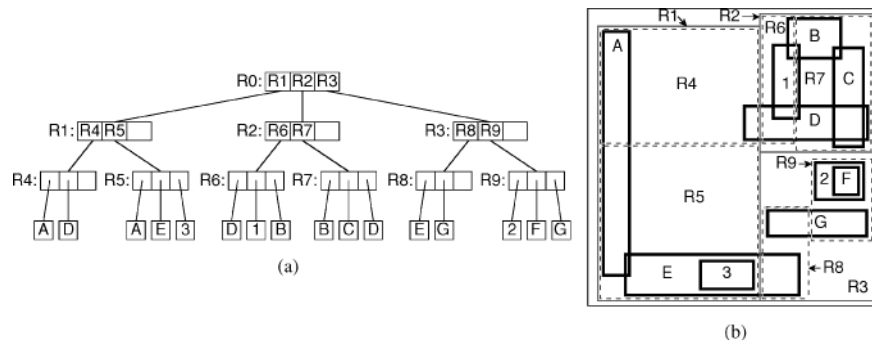 R0: R1 R2 R3
R1: R4 R5 R2: R6 R7 R3: R8 R9
R4: R5: R6: R7: R8: R9:
A D A E 3 D 1 B B C D E G 2 F G
(a)
R1 R2
A R6 B
R4 1 R7 C
D
R9
R5 2 F
G
E 3 R8
R3
(b)